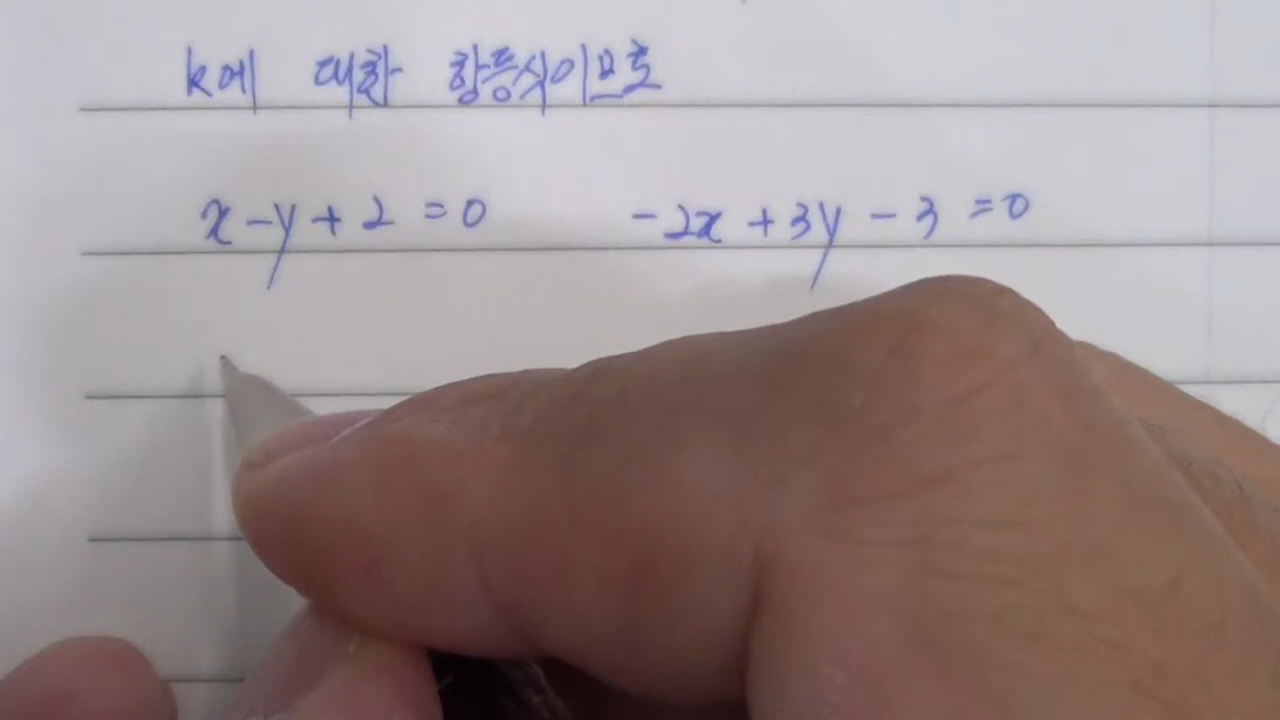 k에 대한 항등식이므로
x - y + 2 = 0 -2x + 3y - 3 = 0